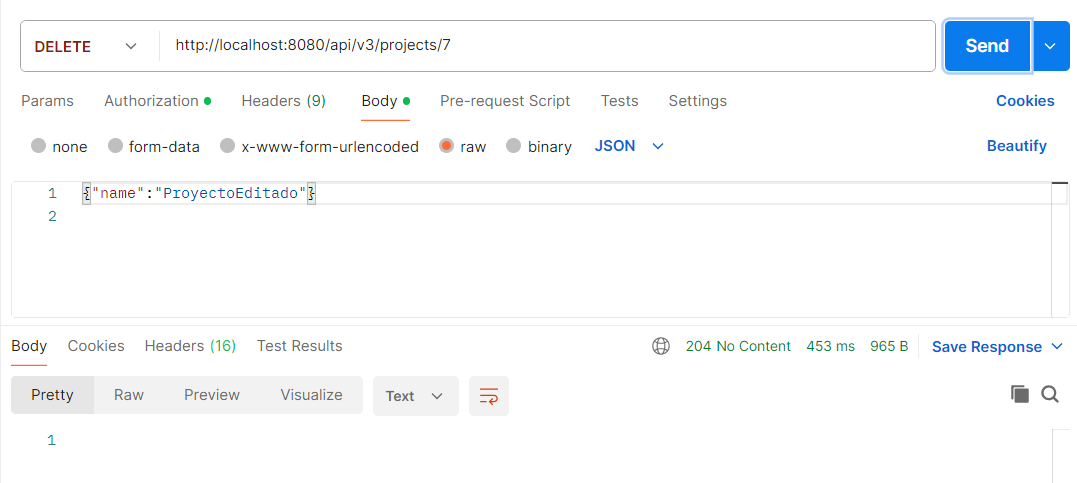 DELETE http://localhost:8080/api/v3/projects/7 Send
Params Authorization Headers (9) Body Pre-request Script Tests Settings Cookies
none form-data x-www-form-urlencoded raw binary JSON Beautify
1 {"name":"ProyectoEditado"}
2
Body Cookies Headers (16) Test Results 204 No Content 453 ms 965 B Save Response
Pretty Raw Preview Visualize Text
1